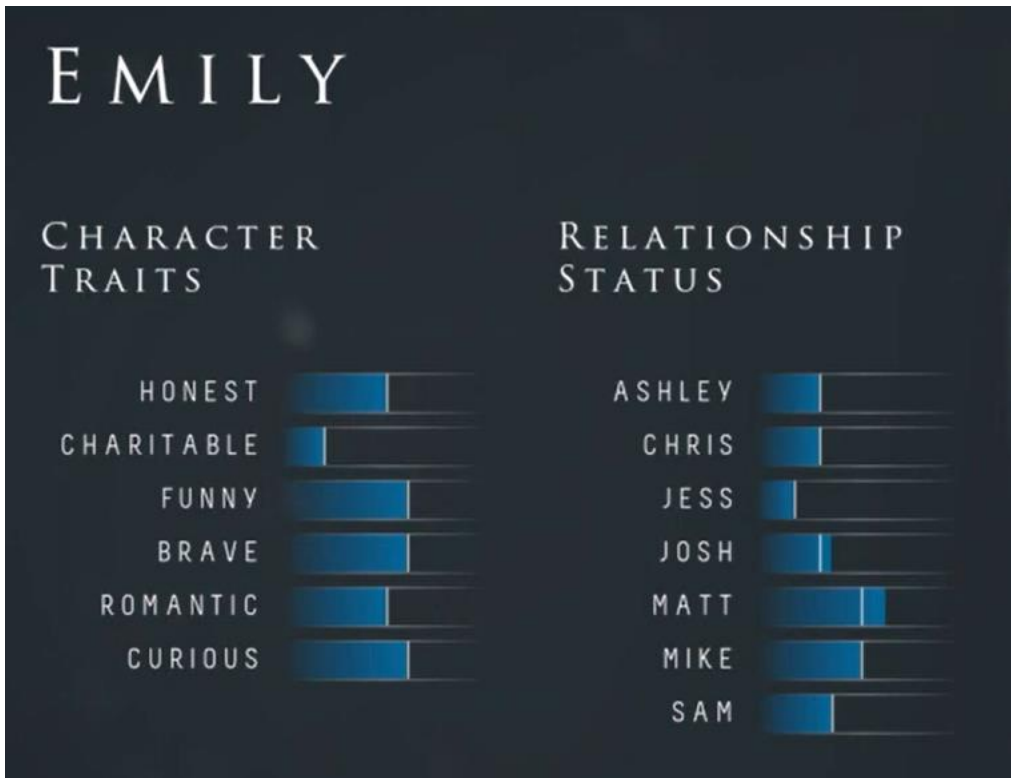 EMILY
CHARACTER
TRAITS
HONEST
CHARITABLE
FUNNY
BRAVE
ROMANTIC
CURIOUS
RELATIONSHIP
STATUS
ASHLEY
CHRIS
JESS
JOSH
MATT
MIKE
SAM